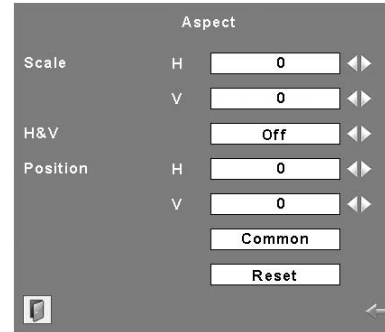 Aspect
Scale H 0
V 0
H&V Off
Position H 0
V 0
Common
Reset